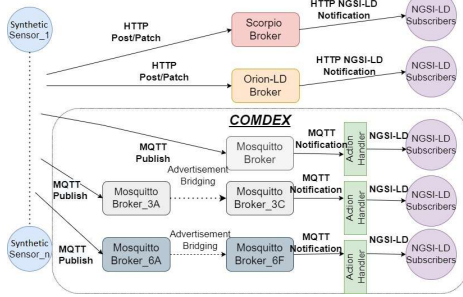 Synthetic
Sensor_1
HTTP
Post/Patch
Scorpio
Broker
HTTP NGSI-LD
Notification
NGSI-LD
Subscribers
HTTP
Post/Patch
Orion-LD
Broker
HTTP NGSI-LD
Notification
NGSI-LD
Subscribers
COMDEX
MQTT
Publish
Mosquitto
Broker
MQTT
Notification
Action
Handler
NGSI-LD
NGSI-LD
Subscribers
MQTT
Publish
Mosquitto
Broker_3A
Advertisement
Bridging
Mosquitto
Broker_3C
MQTT
Notification
Action
Handler
NGSI-LD
NGSI-LD
Subscribers
Synthetic
Sensor_n
MQTT
Publish
Mosquitto
Broker_6A
Advertisement
Bridging
Mosquitto
Broker_6F
MQTT
Notification
Action
Handler
NGSI-LD
NGSI-LD
Subscribers